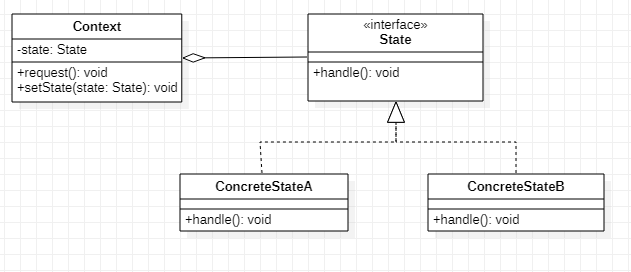 Context
-state: State
+request(): void
+setState(state: State): void
«interface»
State
+handle(): void
ConcreteStateA
+handle(): void
ConcreteStateB
+handle(): void